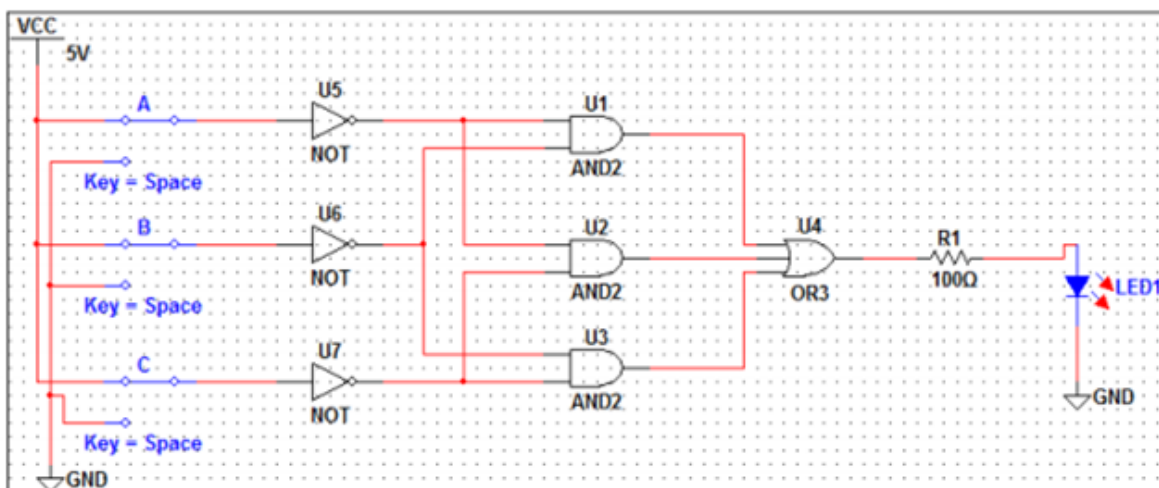 VCC
5V
A
U5
NOT
U1
AND2
Key = Space
B
U6
NOT
U2
AND2
U4
OR3
R1
100Ω
LED1
Key = Space
C
U7
NOT
U3
AND2
GND
Key = Space
GND